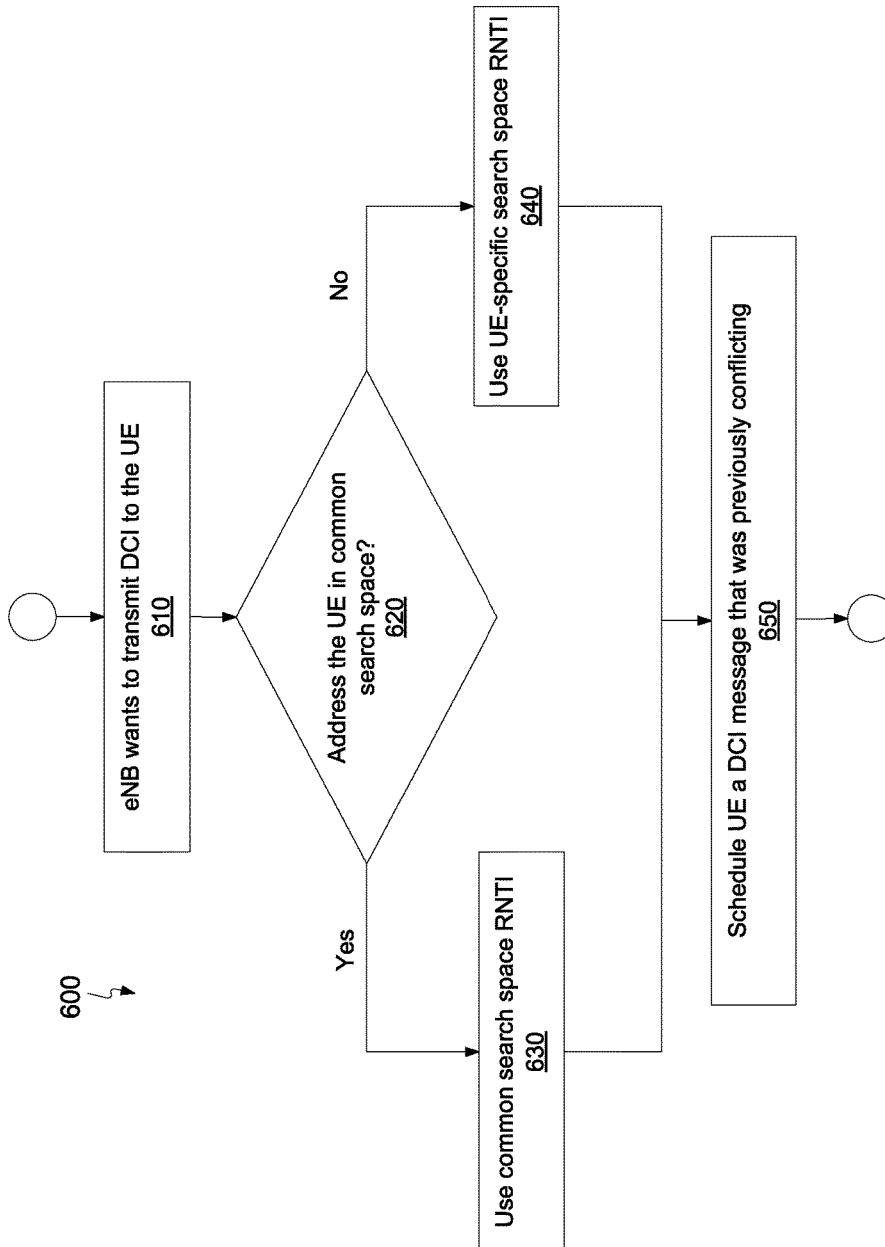 600
eNB wants to transmit DCI to the UE
610
Address the UE in common
search space?
620
Yes
No
Use common search space RNTI
630
Use UE-specific search space RNTI
640
Schedule UE a DCI message that was previously conflicting
650